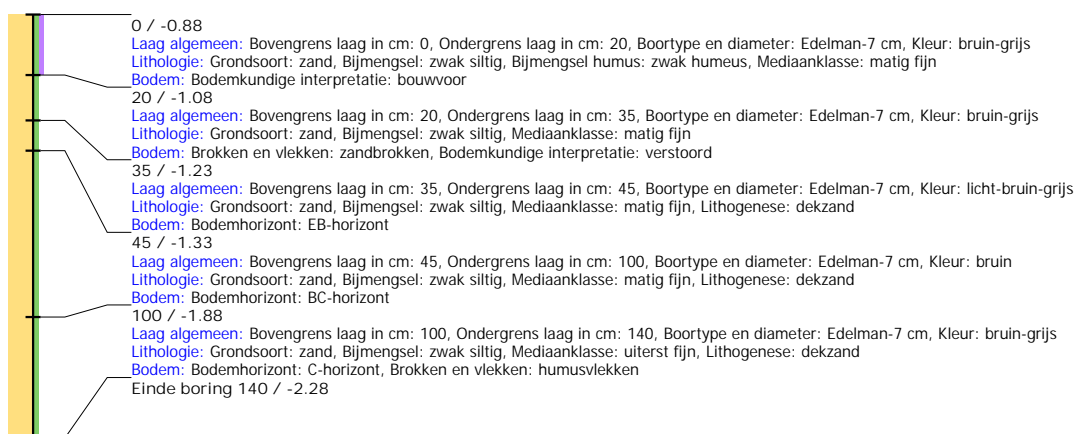 0 / -0.88
Laag algemeen: Bovengrens laag in cm: 0, Ondergrens laag in cm: 20, Boortype en diameter: Edelman-7 cm, Kleur: bruin-grijs
Lithologie: Grondsoort: zand, Bijmengsel: zwak siltig, Bijmengsel humus: zwak humeus, Mediaanklasse: matig fijn
Bodem: Bodemkundige interpretatie: bouwvoor
20 / -1.08
Laag algemeen: Bovengrens laag in cm: 20, Ondergrens laag in cm: 35, Boortype en diameter: Edelman-7 cm, Kleur: bruin-grijs
Lithologie: Grondsoort: zand, Bijmengsel: zwak siltig, Mediaanklasse: matig fijn
Bodem: Brokken en vlekken: zandbrokken, Bodemkundige interpretatie: verstoord
35 / -1.23
Laag algemeen: Bovengrens laag in cm: 35, Ondergrens laag in cm: 45, Boortype en diameter: Edelman-7 cm, Kleur: licht-bruin-grijs
Lithologie: Grondsoort: zand, Bijmengsel: zwak siltig, Mediaanklasse: matig fijn, Lithogenese: dekzand
Bodem: Bodemhorizont: EB-horizont
45 / -1.33
Laag algemeen: Bovengrens laag in cm: 45, Ondergrens laag in cm: 100, Boortype en diameter: Edelman-7 cm, Kleur: bruin
Lithologie: Grondsoort: zand, Bijmengsel: zwak siltig, Mediaanklasse: matig fijn, Lithogenese: dekzand
Bodem: Bodemhorizont: BC-horizont
100 / -1.88
Laag algemeen: Bovengrens laag in cm: 100, Ondergrens laag in cm: 140, Boortype en diameter: Edelman-7 cm, Kleur: bruin-grijs
Lithologie: Grondsoort: zand, Bijmengsel: zwak siltig, Mediaanklasse: uiterst fijn, Lithogenese: dekzand
Bodem: Bodemhorizont: C-horizont, Brokken en vlekken: humusvlekken
Einde boring 140 / -2.28